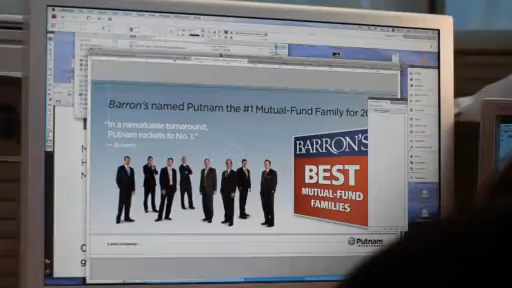 Barron's named Putnam the #1 Mutual-Fund Family for 20
"In a remarkable turnaround,
Putnam rockets to No. 1."
— Barron's
BARRON'S
BEST
MUTUAL-FUND
FAMILIES
Putnam
INVESTMENTS